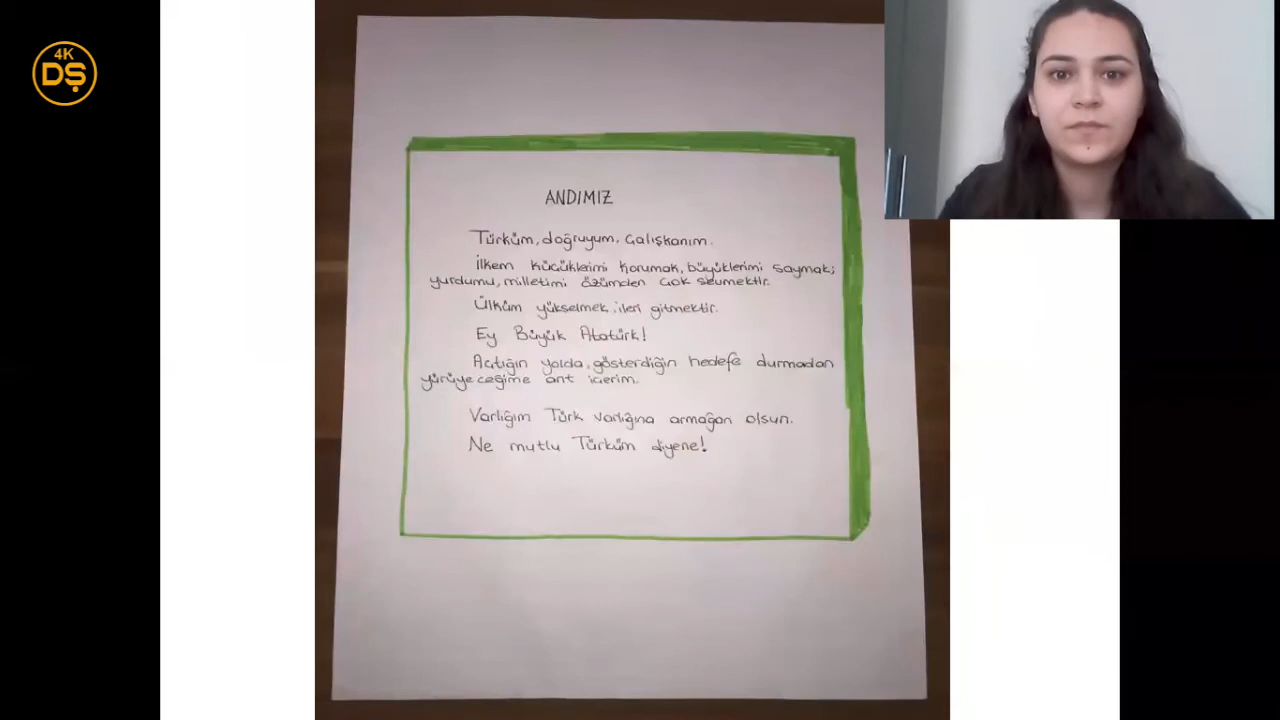 4K
DŞ
ANDIMIZ
Türküm, doğruyum, çalışkanım.
İlkem küçüklerimi korumak, büyüklerimi saymak;
yurdumu, milletimi özümden çok sevmektir.
Ülküm yükselmek, ileri gitmektir.
Ey Büyük Atatürk!
Açtığın yolda, gösterdiğin hedefe durmadan
yürüyeceğime ant içerim.
Varlığım Türk varlığına armağan olsun.
Ne mutlu Türküm diyene!